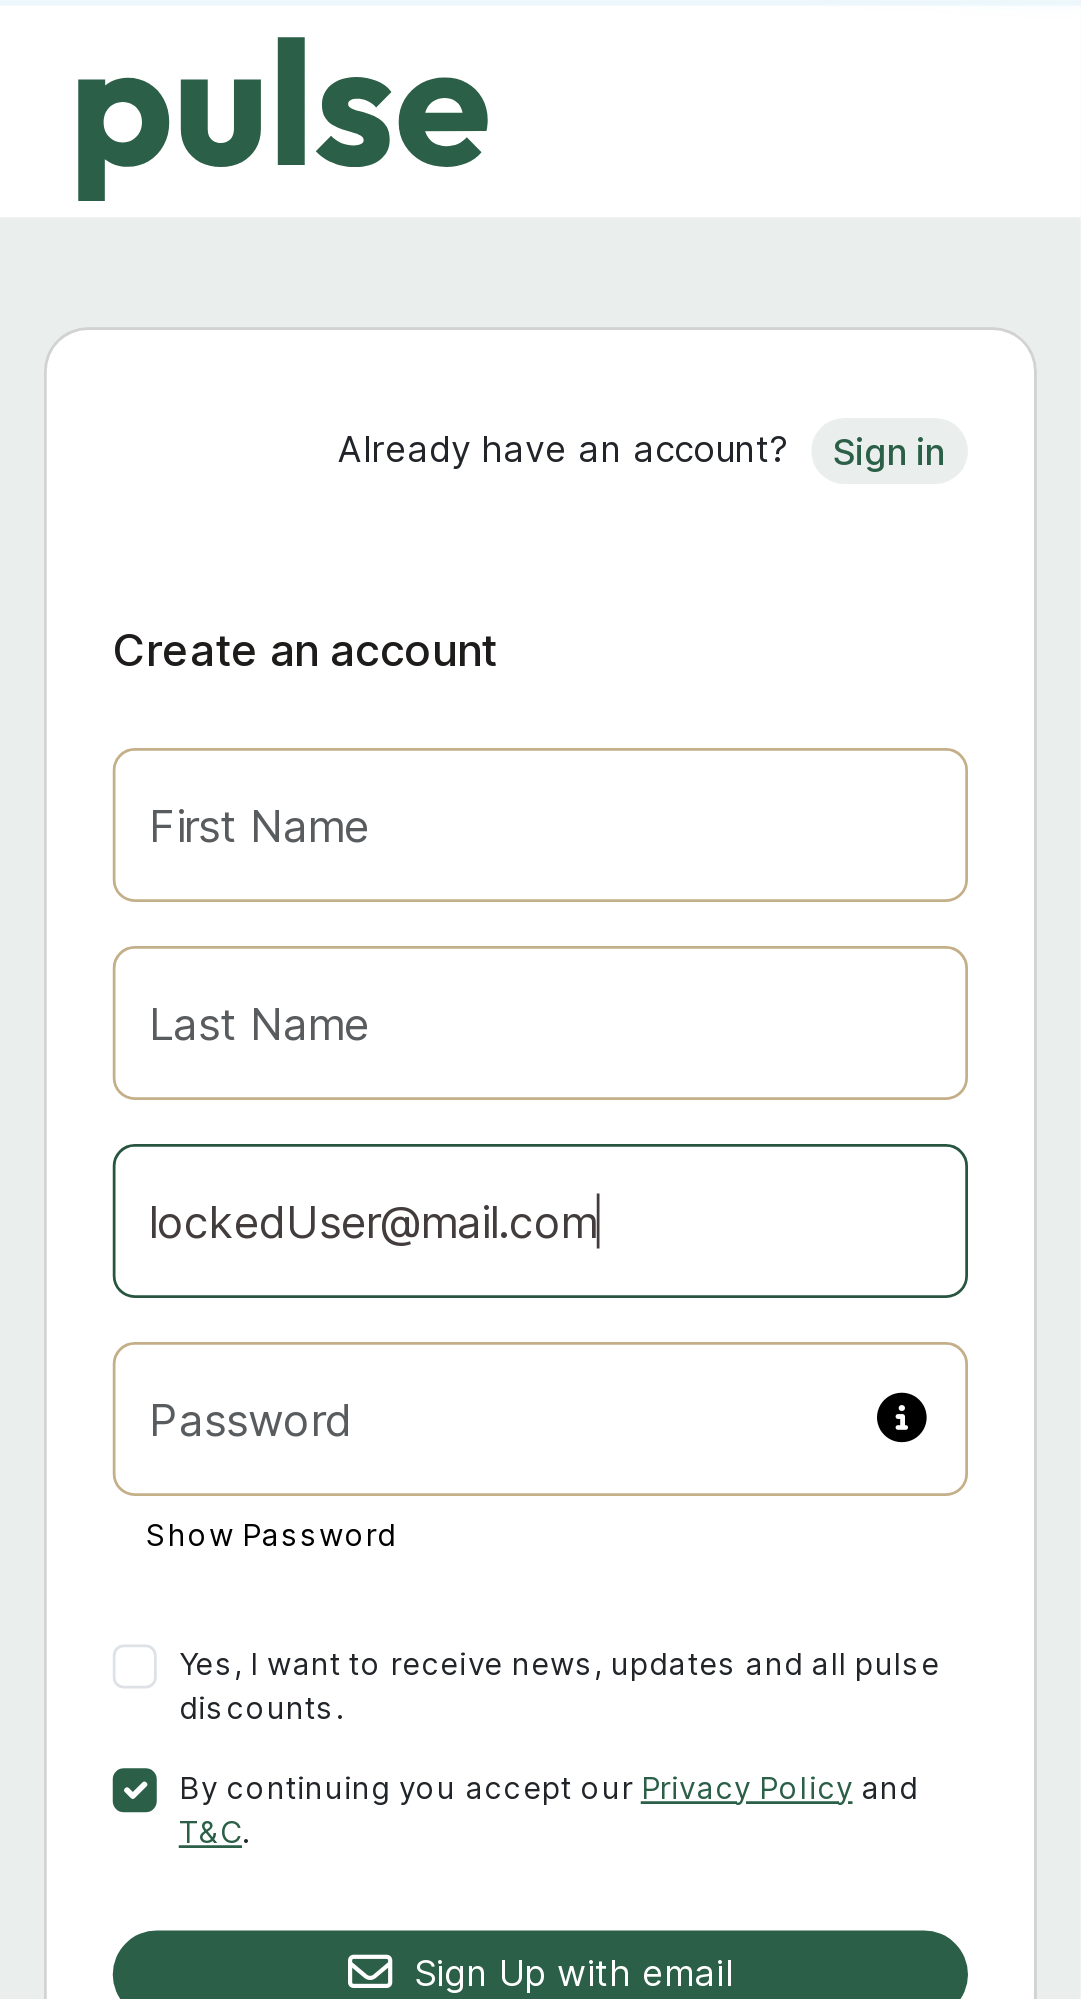 pulse
Already have an account? Sign in
Create an account
First Name
Last Name
lockedUser@mail.com
Password
Show Password
Yes, I want to receive news, updates and all pulse
discounts.
By continuing you accept our Privacy Policy and
T&C.
Sign Up with email